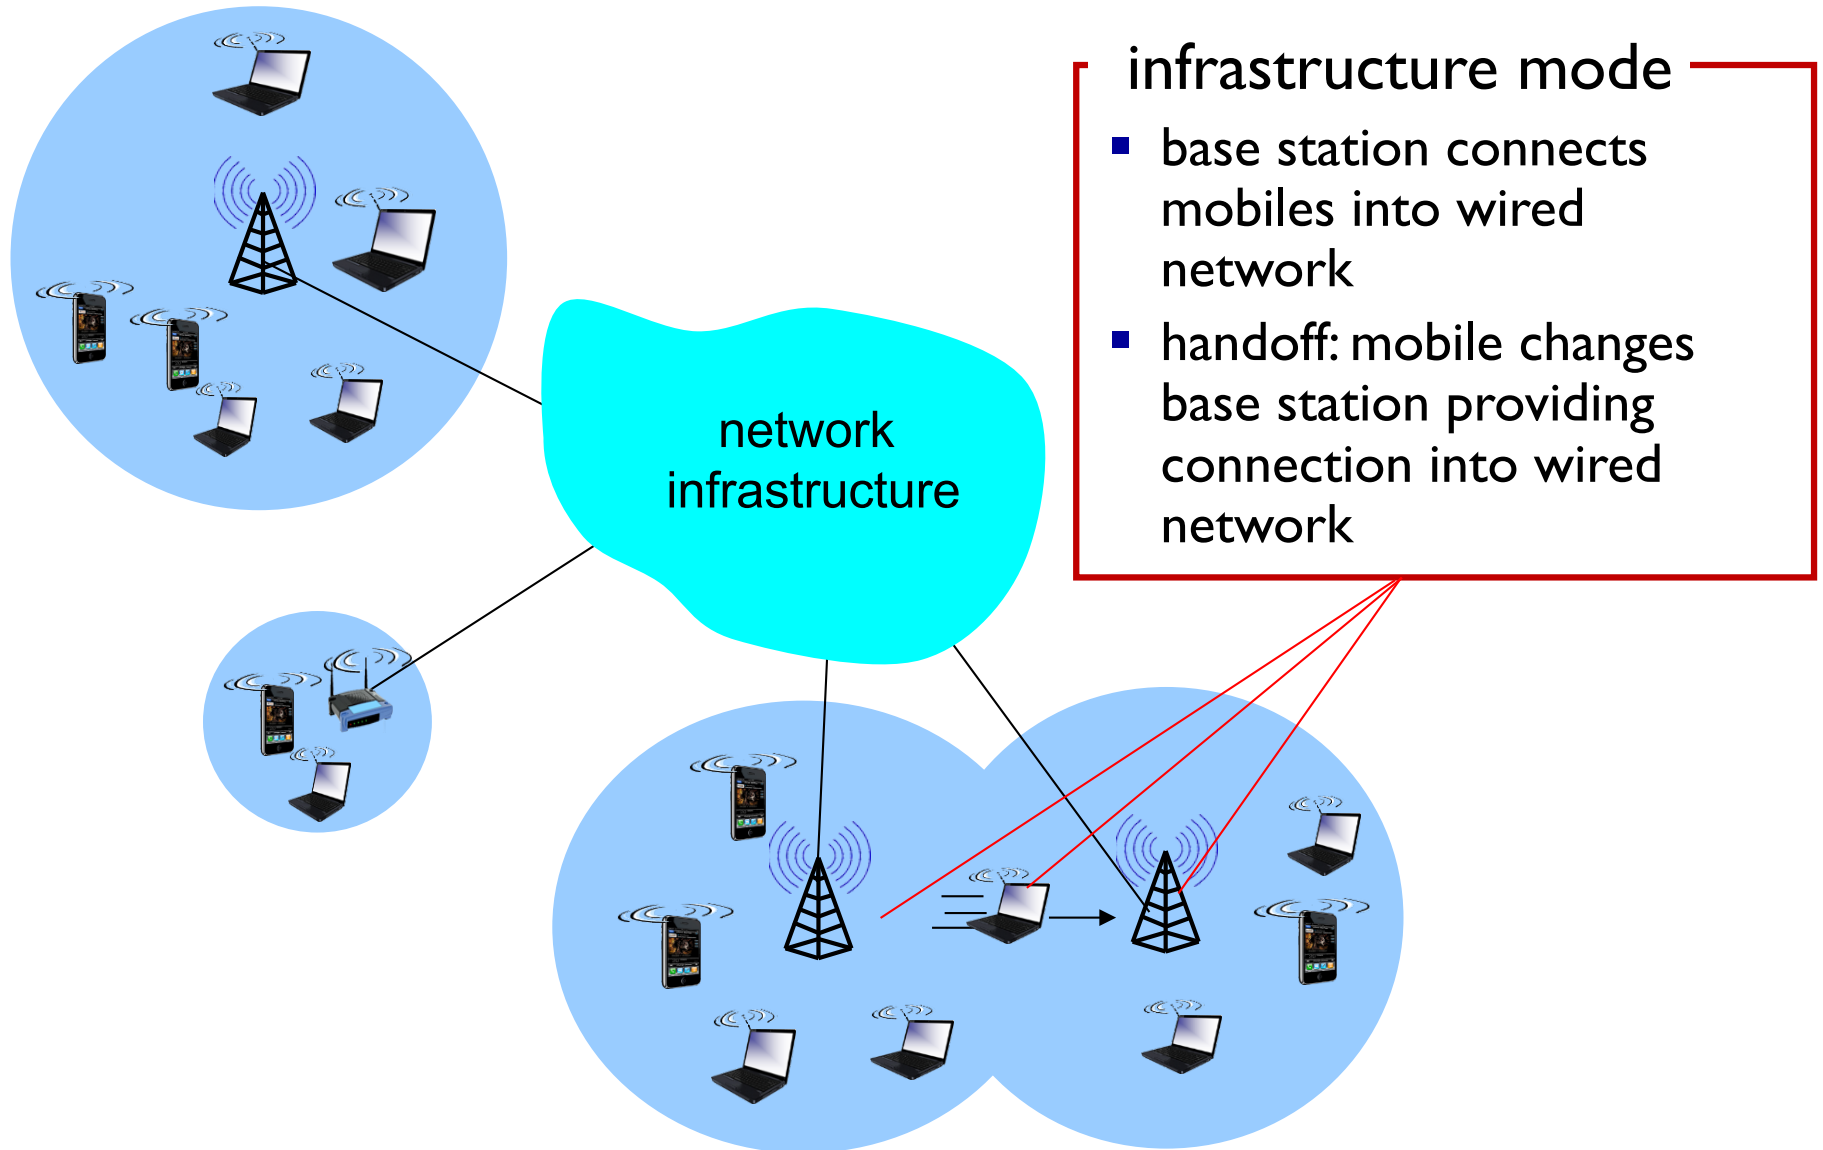 infrastructure mode
▪ base station connects
mobiles into wired
network
▪ handoff: mobile changes
base station providing
connection into wired
network
network
infrastructure